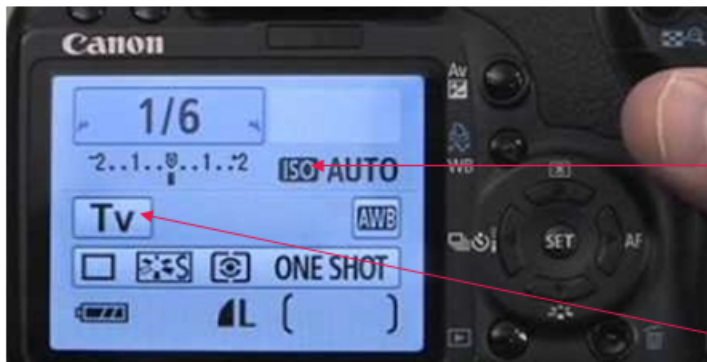 Canon
1/6
-2..1..0..1..+2
ISO AUTO
Tv
AWB
S
ONE SHOT
L [ ]
Av
WB
SET
AF